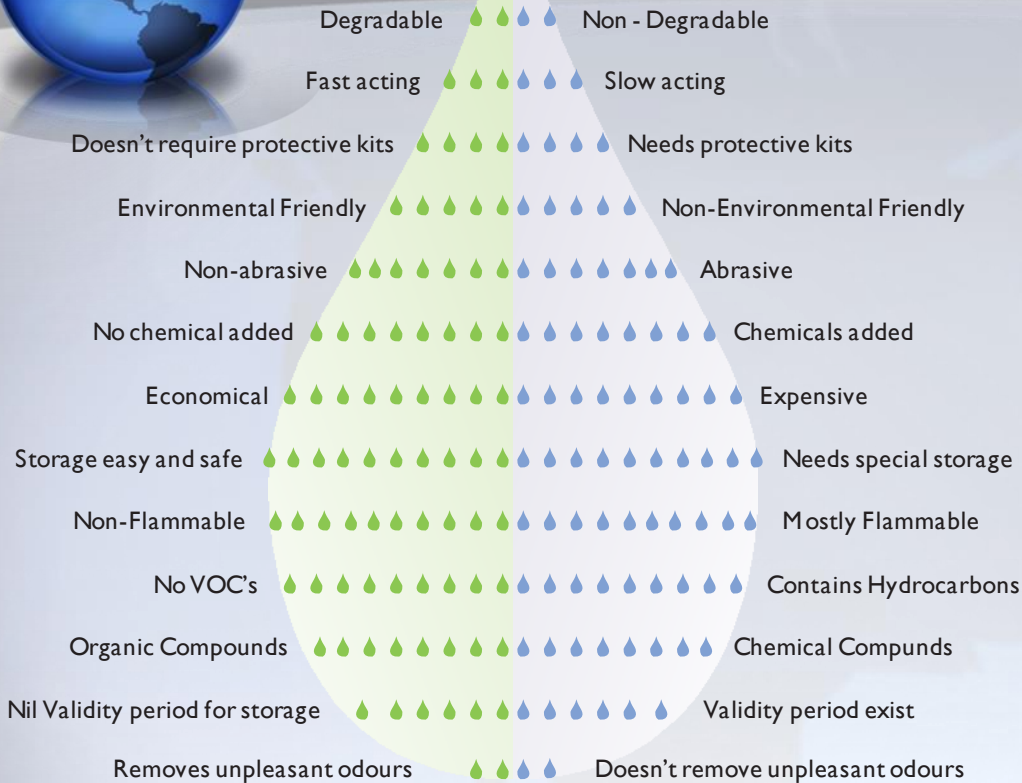 Degradable Non - Degradable
Fast acting Slow acting
Doesn't require protective kits Needs protective kits
Environmental Friendly Non-Environmental Friendly
Non-abrasive Abrasive
No chemical added Chemicals added
Economical Expensive
Storage easy and safe Needs special storage
Non-Flammable Mostly Flammable
No VOC's Contains Hydrocarbons
Organic Compounds Chemical Compunds
Nil Validity period for storage Validity period exist
Removes unpleasant odours Doesn't remove unpleasant odours